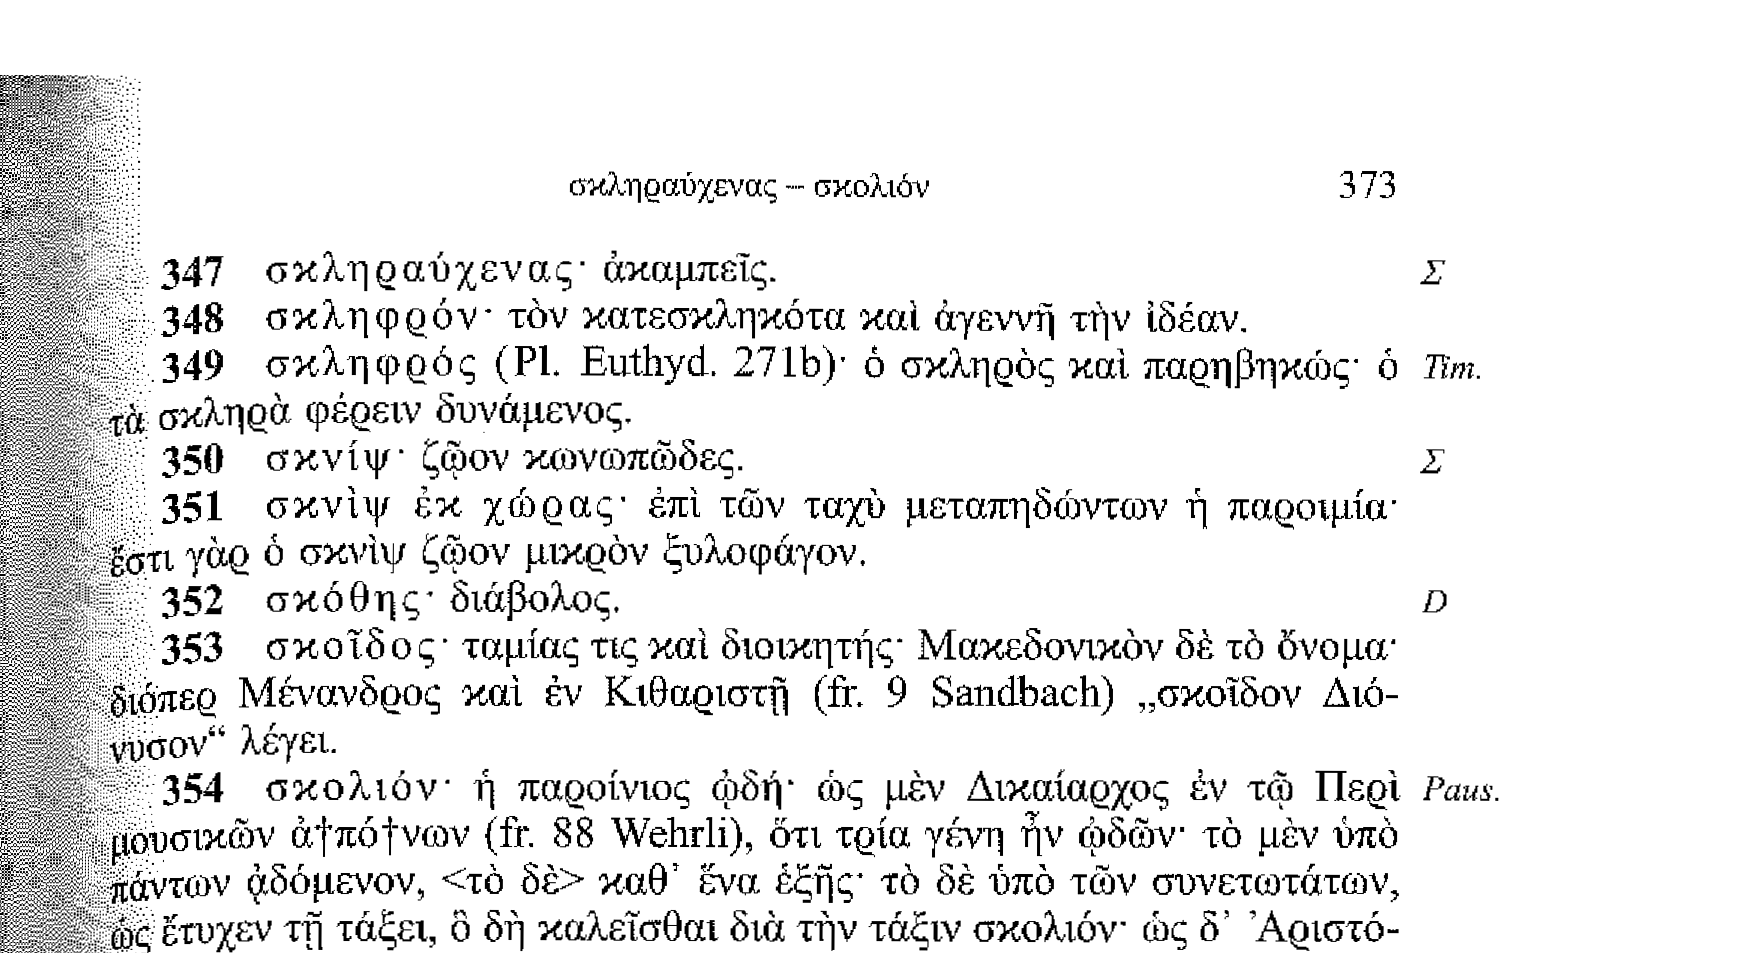 σκληραύχενας – σκολιόν 373
347 σκληραύχενας· ἀκαμπεῖς. Σ
348 σκληφρόν· τὸν κατεσκληκότα καὶ ἀγεννῆ τὴν ἰδέαν.
349 σκληφρός (Pl. Euthyd. 271b)· ὁ σκληρὸς καὶ παρηβηκώς· ὁ Tim.
τὰ σκληρὰ φέρειν δυνάμενος.
350 σκνίψ· ζῷον κωνωπῶδες. Σ
351 σκνὶψ ἐκ χώρας· ἐπὶ τῶν ταχὺ μεταπηδώντων ἡ παροιμία·
ἔστι γὰρ ὁ σκνὶψ ζῷον μικρὸν ξυλοφάγον.
352 σκόθης· διάβολος. D
353 σκοῖδος· ταμίας τις καὶ διοικητής· Μακεδονικὸν δὲ τὸ ὄνομα·
διόπερ Μένανδρος καὶ ἐν Κιθαριστῇ (fr. 9 Sandbach) „σκοῖδον Διό-
νυσον“ λέγει.
354 σκολιόν· ἡ παροίνιος ᾠδή· ὡς μὲν Δικαίαρχος ἐν τῷ Περὶ Paus.
μουσικῶν ἀ†πό†νων (fr. 88 Wehrli), ὅτι τρία γένη ἦν ᾠδῶν· τὸ μὲν ὑπὸ
πάντων ᾀδόμενον, <τὸ δὲ> καθ᾽ ἕνα ἑξῆς· τὸ δὲ ὑπὸ τῶν συνετωτάτων,
ὡς ἔτυχεν τῇ τάξει, ὃ δὴ καλεῖσθαι διὰ τὴν τάξιν σκολιόν· ὡς δ᾽ Ἀριστό-